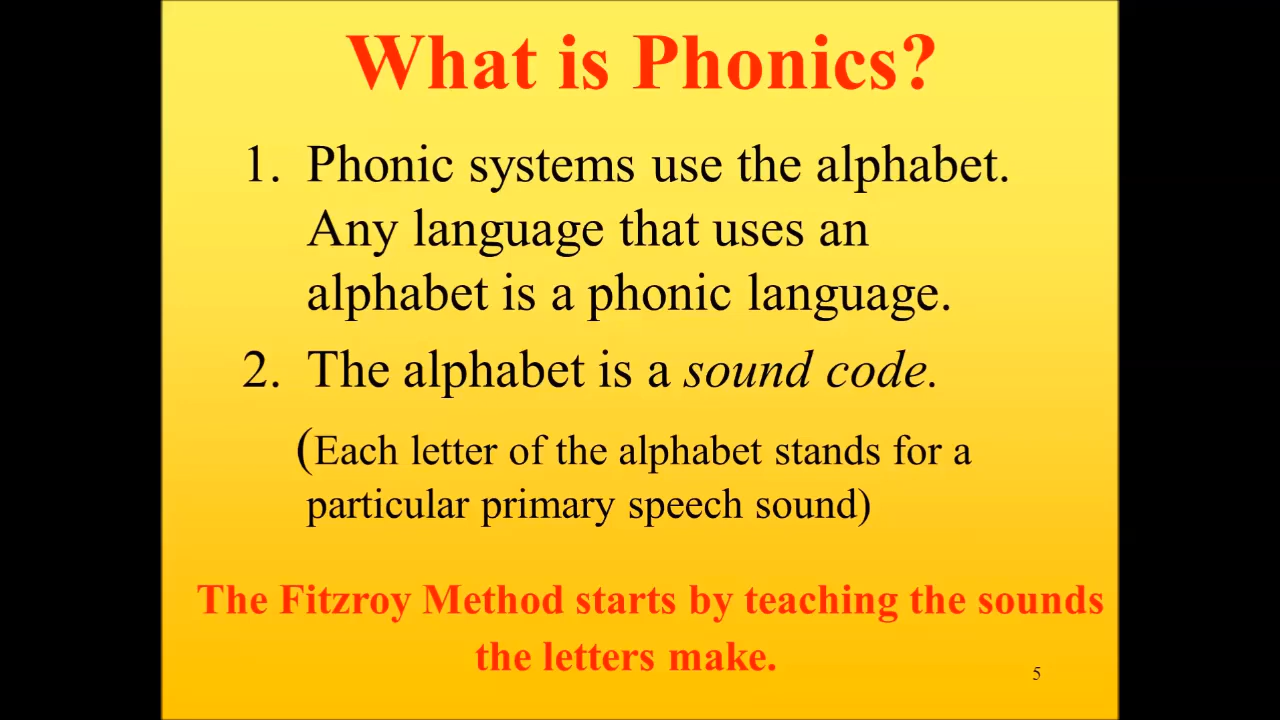 What is Phonics?
1. Phonic systems use the alphabet.
Any language that uses an
alphabet is a phonic language.
2. The alphabet is a sound code.
(Each letter of the alphabet stands for a
particular primary speech sound)
The Fitzroy Method starts by teaching the sounds
the letters make.
5